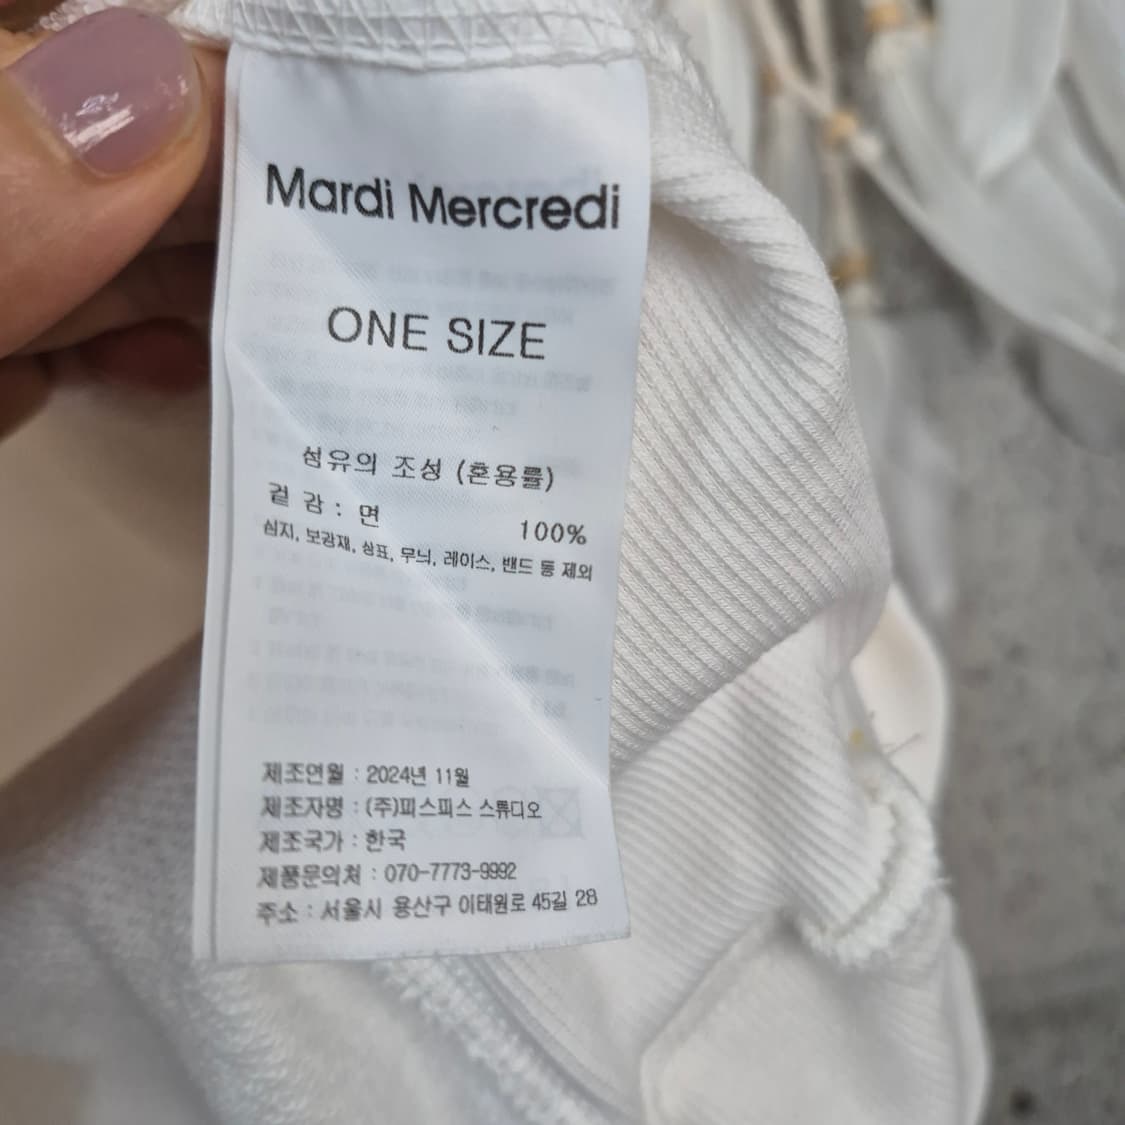 Mardi Mercredi
ONE SIZE
섬유의 조성 (혼용률)
겉 감 : 면 100%
심지, 보강재, 상표, 무늬, 레이스, 밴드 등 제외
제조연월 : 2024년 11월
제조자명 : (주)피스피스 스튜디오
제조국가 : 한국
제품문의처 : 070-7773-9992
주소 : 서울시 용산구 이태원로 45길 28